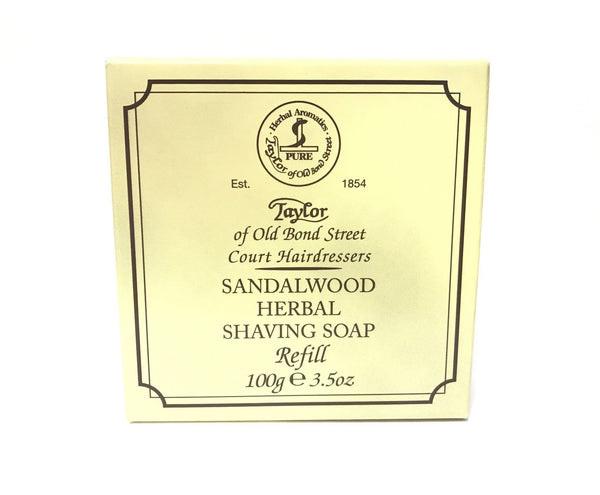 · Herbal Aromatics ·
PURE
Taylor of Old Bond Street
Est. 1854
Taylor
of Old Bond Street
Court Hairdressers
SANDALWOOD
HERBAL
SHAVING SOAP
Refill
100g ℮ 3.5oz